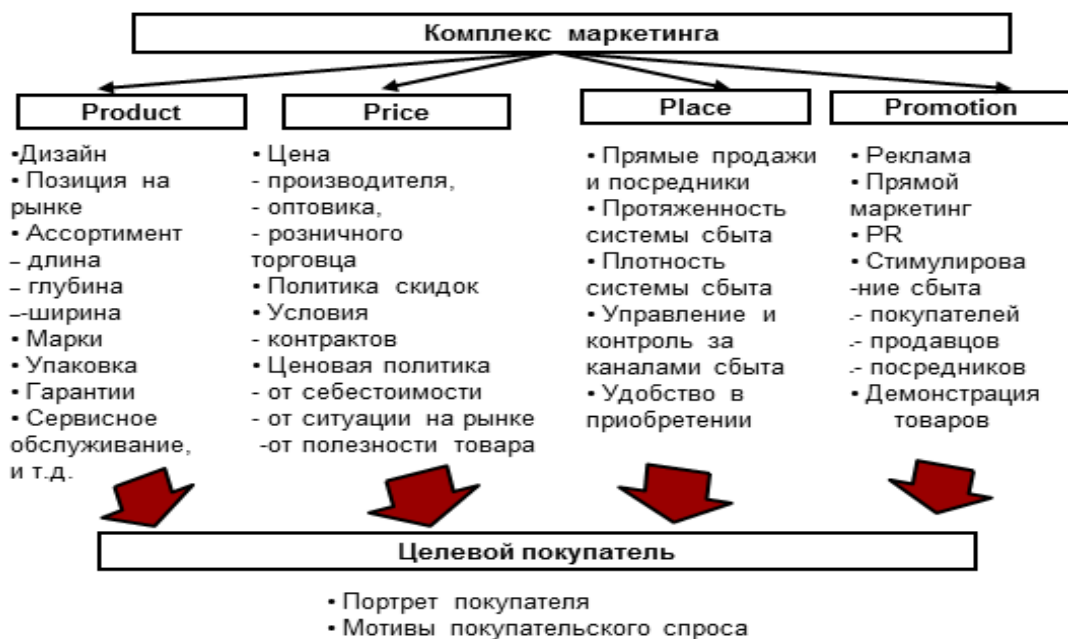 Комплекс маркетинга
Product
•Дизайн
• Позиция на
рынке
• Ассортимент
– длина
– глубина
–-ширина
• Марки
• Упаковка
• Гарантии
• Сервисное
обслуживание,
и т.д.
Price
• Цена
- производителя,
- оптовика,
- розничного
торговца
• Политика скидок
• Условия
- контрактов
• Ценовая политика
- от себестоимости
- от ситуации на рынке
-от полезности товара
Place
• Прямые продажи
и посредники
• Протяженность
системы сбыта
• Плотность
системы сбыта
• Управление и
контроль за
каналами сбыта
• Удобство в
приобретении
Promotion
• Реклама
• Прямой
маркетинг
• PR
• Стимулирова
-ние сбыта
.- покупателей
.- продавцов
.- посредников
• Демонстрация
товаров
Целевой покупатель
• Портрет покупателя
• Мотивы покупательского спроса